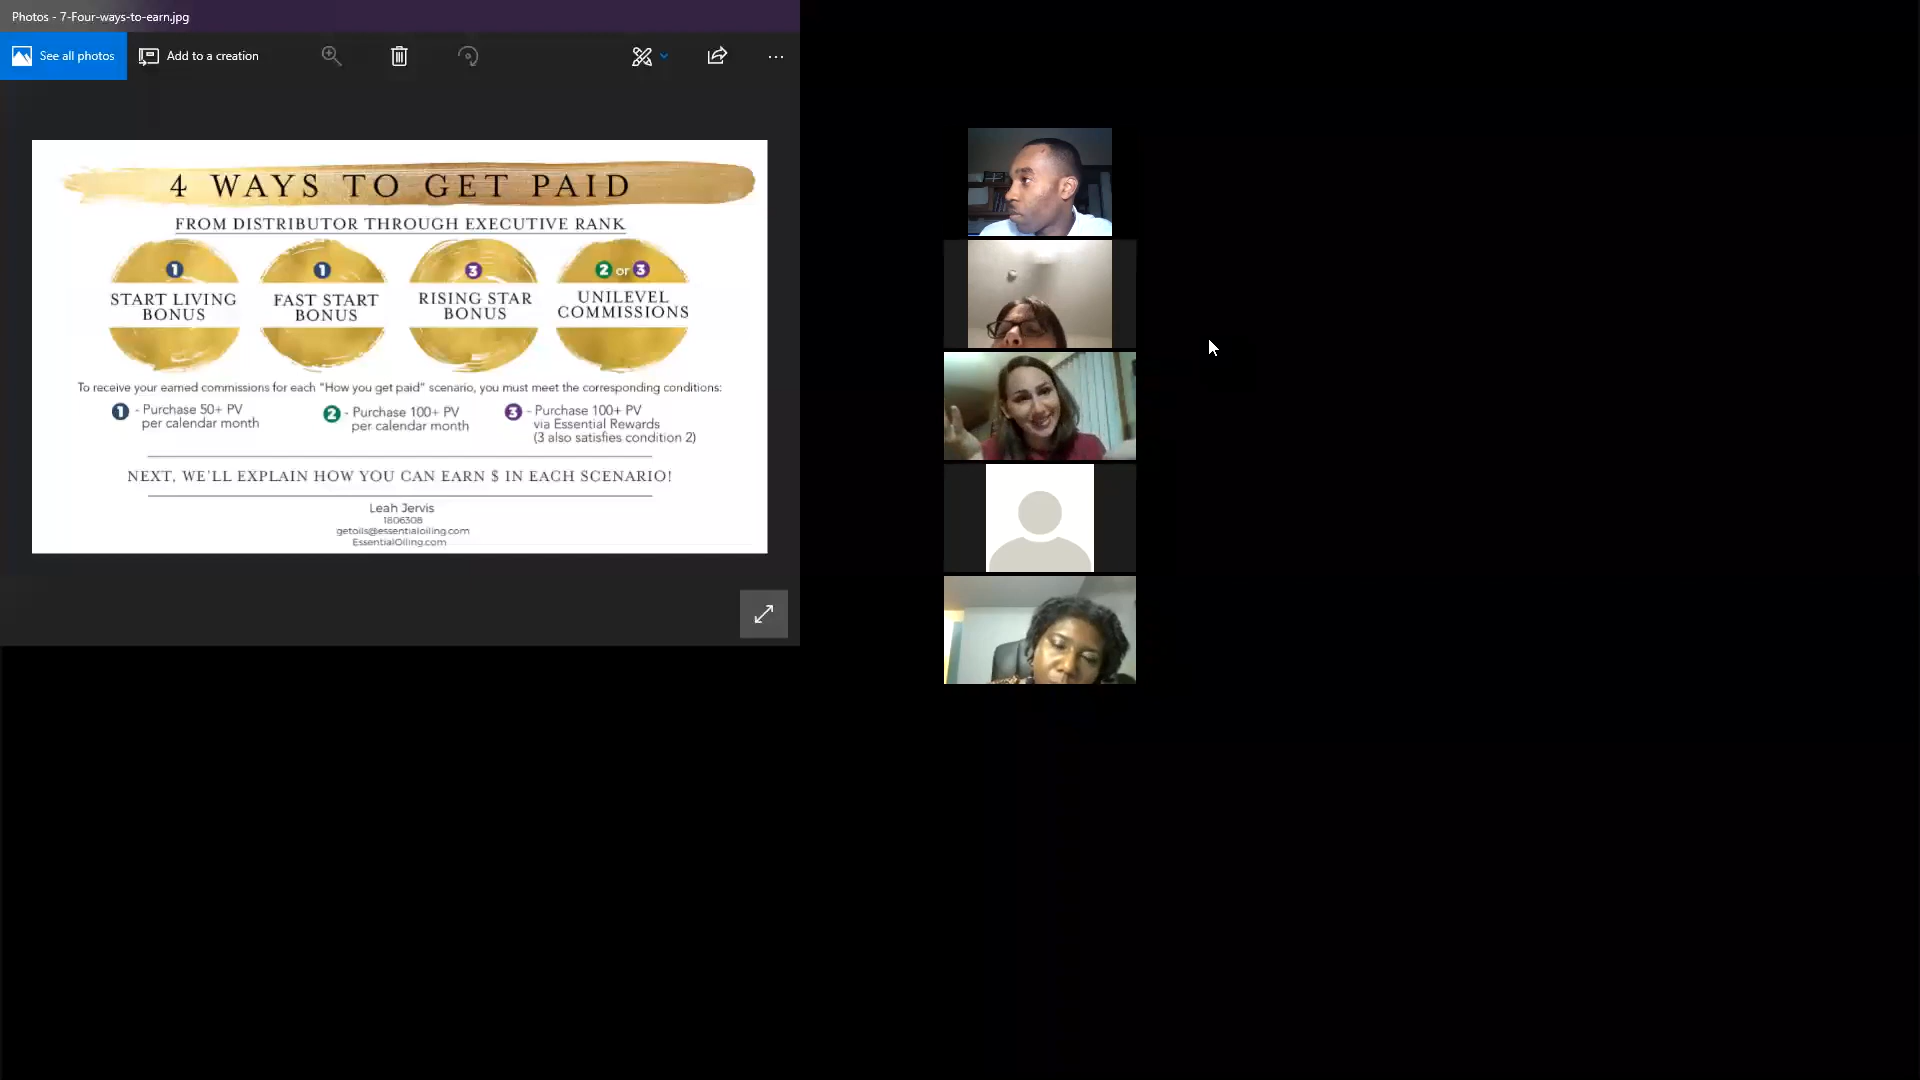 Photos - 7-Four-ways-to-earn.jpg
See all photos
Add to a creation
4 WAYS TO GET PAID
FROM DISTRIBUTOR THROUGH EXECUTIVE RANK
1
START LIVING
BONUS
1
FAST START
BONUS
3
RISING STAR
BONUS
2 or 3
UNILEVEL
COMMISSIONS
To receive your earned commissions for each "How you get paid" scenario, you must meet the corresponding conditions:
1 - Purchase 50+ PV
per calendar month
2 - Purchase 100+ PV
per calendar month
3 - Purchase 100+ PV
via Essential Rewards
(3 also satisfies condition 2)
NEXT, WE'LL EXPLAIN HOW YOU CAN EARN $ IN EACH SCENARIO!
Leah Jervis
1806308
getoils@essentialoiling.com
EssentialOiling.com